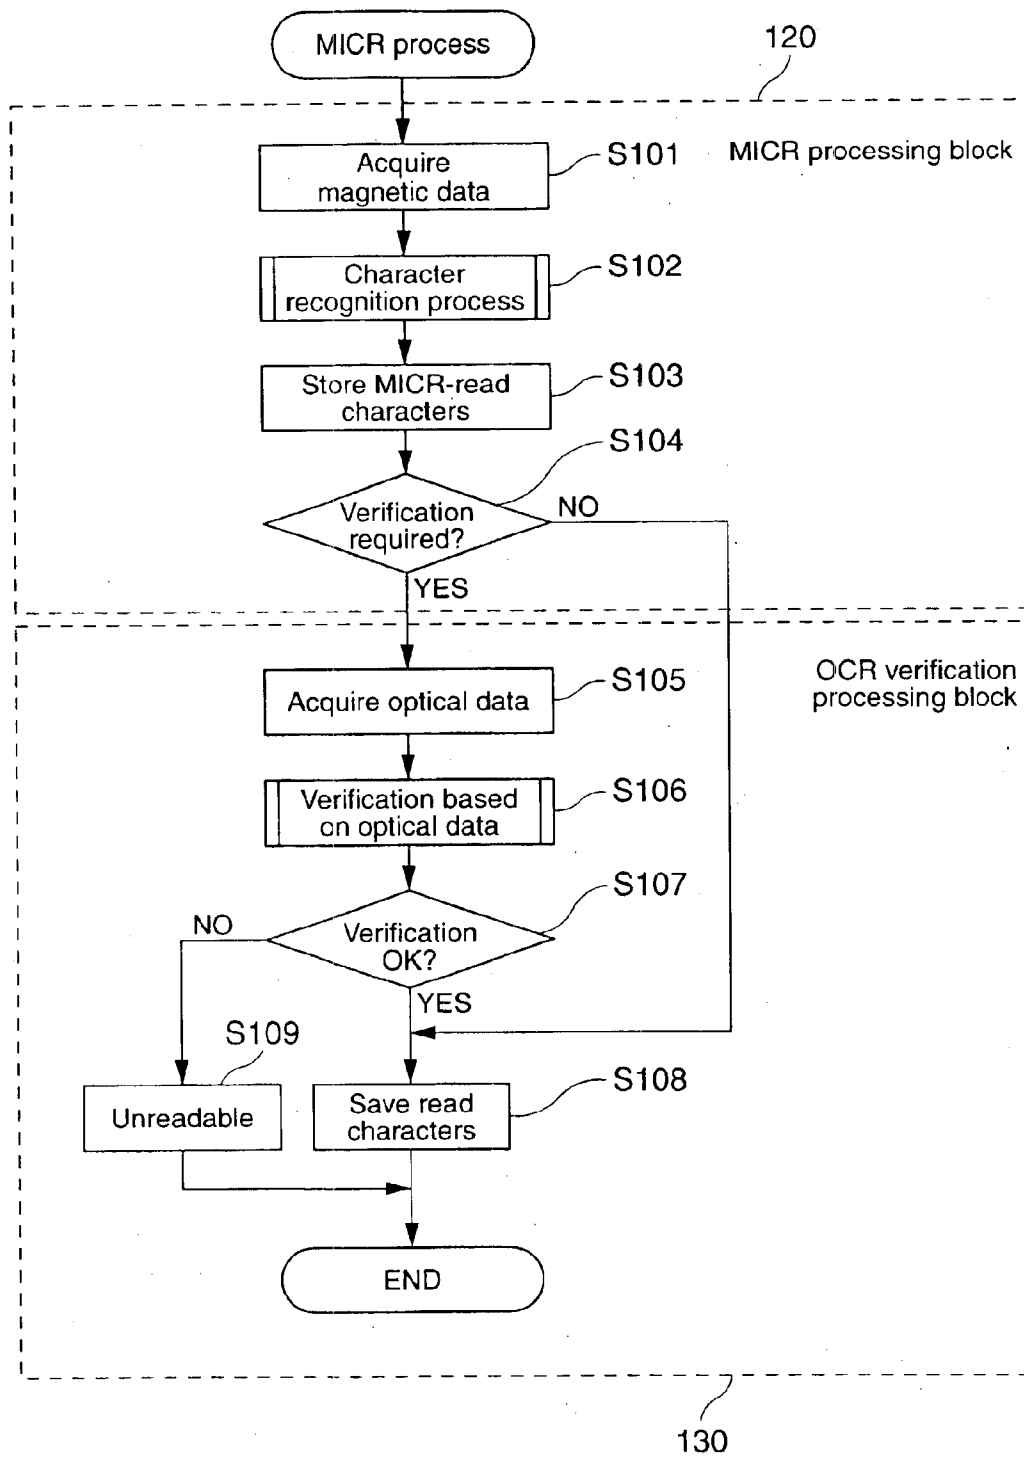 MICR process
120
MICR processing block
Acquire
magnetic data
S101
Character
recognition process
S102
Store MICR-read
characters
S103
S104
Verification
required?
NO
YES
OCR verification
processing block
Acquire optical data
S105
Verification based
on optical data
S106
S107
Verification
OK?
NO
YES
S109
Unreadable
Save read
characters
S108
END
130